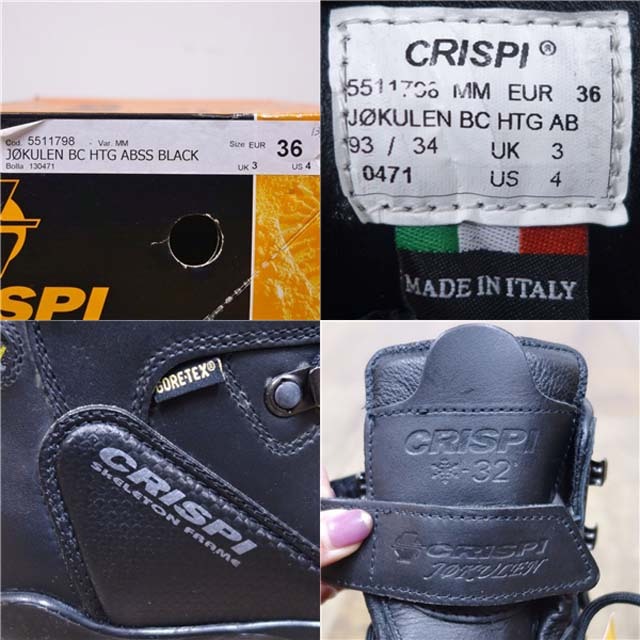 Cod. 5511798 - Var. MM Size EUR 36
JØKULEN BC HTG ABSS BLACK
Bolla 130471 UK 3 US 4
SPI
CRISPI®
5511798 MM EUR 36
JØKULEN BC HTG AB
93 / 34 UK 3
0471 US 4
MADE IN ITALY
GORE-TEX®
CRISPI
SKELETON FRAME
CRISPI
-32°
CRISPI
JØKULEN